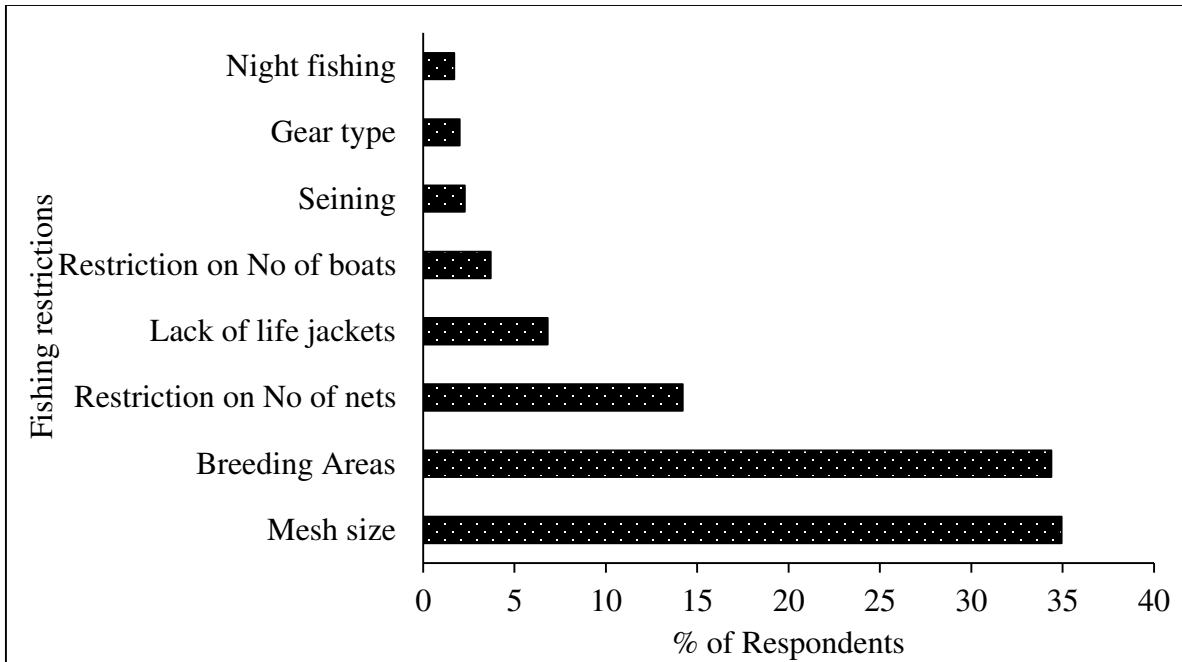 Night fishing
Gear type
Seining
Restriction on No of boats
Lack of life jackets
Restriction on No of nets
Breeding Areas
Mesh size
Fishing restrictions
0 5 10 15 20 25 30 35 40
% of Respondents